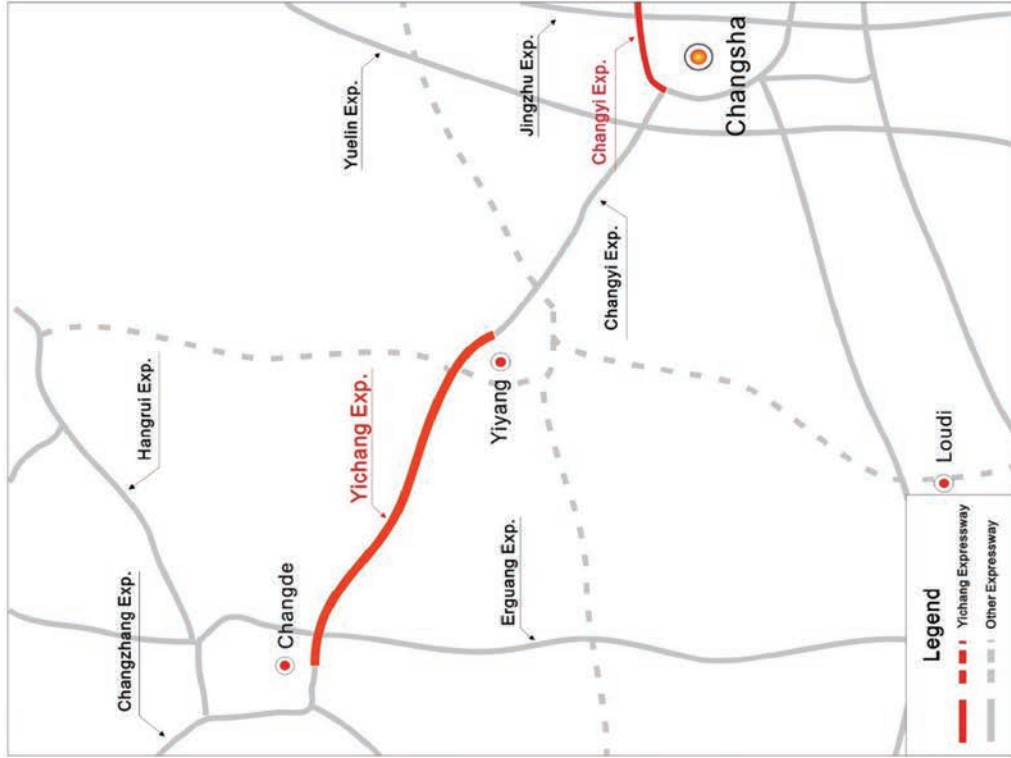 Changzhang Exp.
Hangrui Exp.
Yuelin Exp.
Jingzhu Exp.
Changyi Exp.
Changsha
Changyi Exp.
Yichang Exp.
Yiyang
Changde
Erguang Exp.
Loudi
Legend
Yichang Expressway
Other Expressway